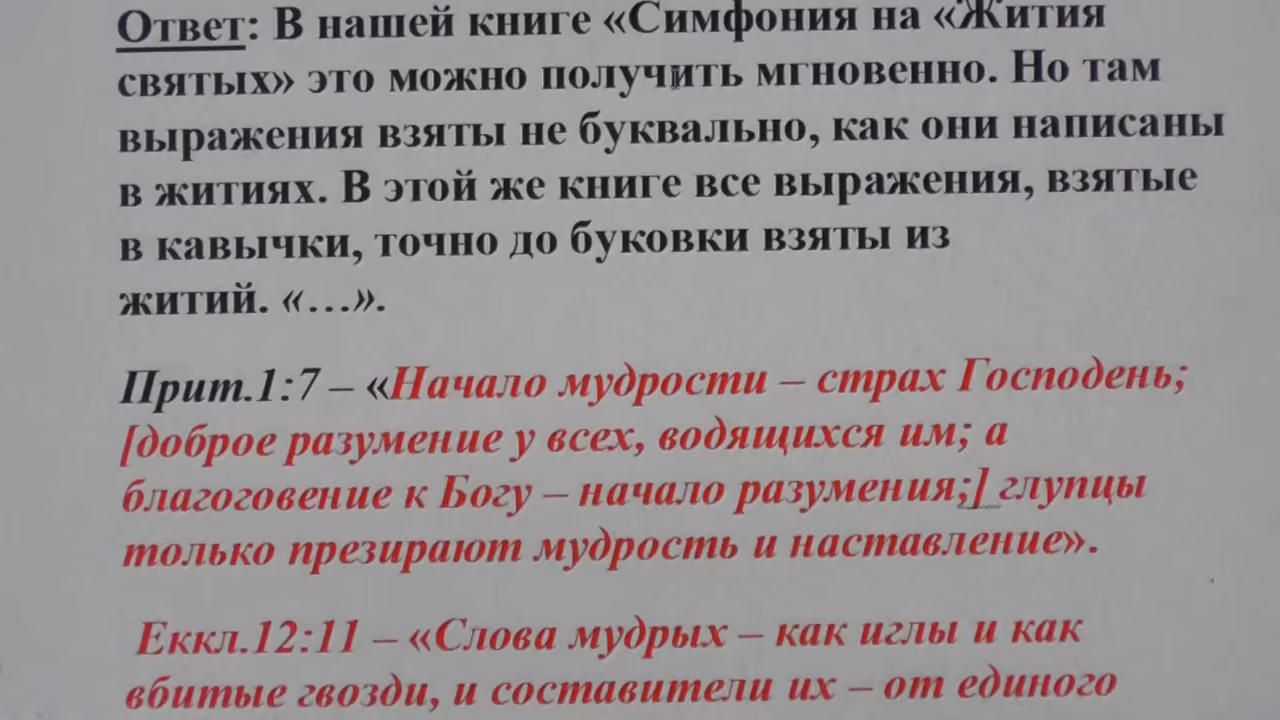 Ответ: В нашей книге «Симфония на «Жития
святых» это можно получить мгновенно. Но там
выражения взяты не буквально, как они написаны
в житиях. В этой же книге все выражения, взятые
в кавычки, точно до буковки взяты из
житий. «…».
Прит.1:7 – «Начало мудрости – страх Господень;
[доброе разумение у всех, водящихся им; а
благоговение к Богу – начало разумения;] глупцы
только презирают мудрость и наставление».
Еккл.12:11 – «Слова мудрых – как иглы и как
вбитые гвозди, и составители их – от единого